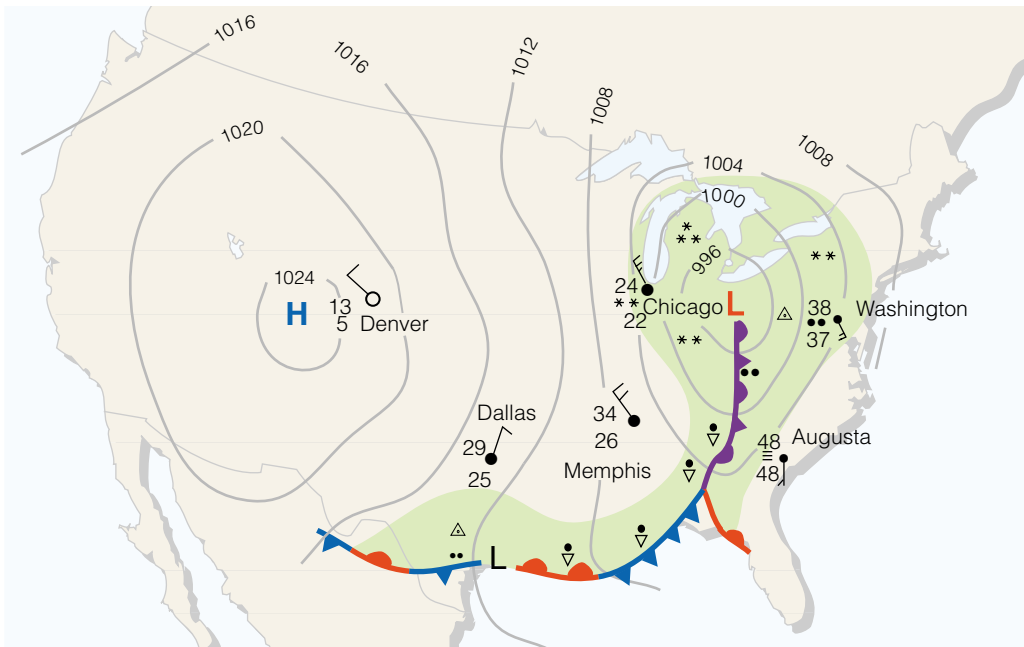 1016
1016
1012
1008
1020
1008
1004
1000
996
1024
H
13
5
Denver
24
Chicago
22
L
38
37
Washington
Dallas
29
25
34
26
Memphis
48
48
Augusta
L